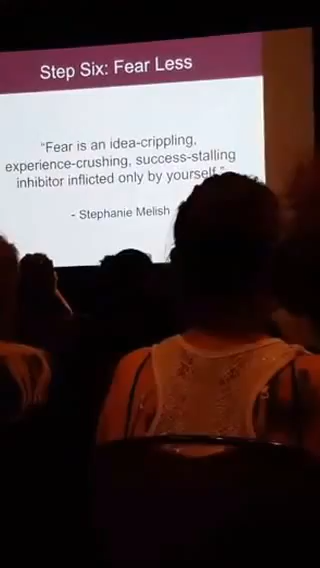 Step Six: Fear Less
"Fear is an idea-crippling,
experience-crushing, success-stalling
inhibitor inflicted only by yourself."
- Stephanie Melish